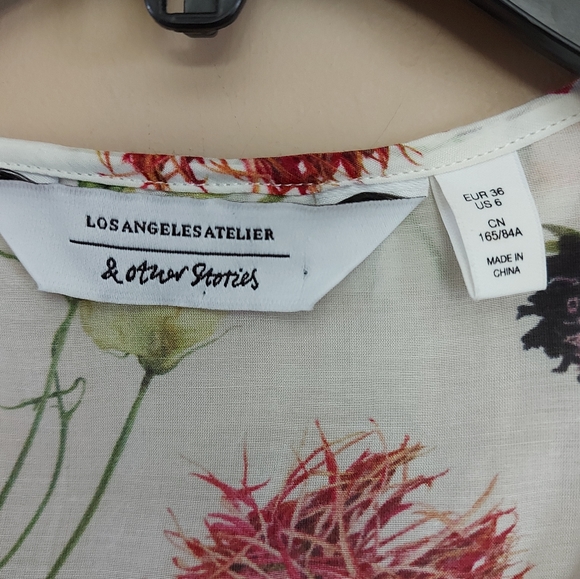 LOS ANGELES ATELIER
& other Stories
EUR 36
US 6
CN
165/84A
MADE IN
CHINA